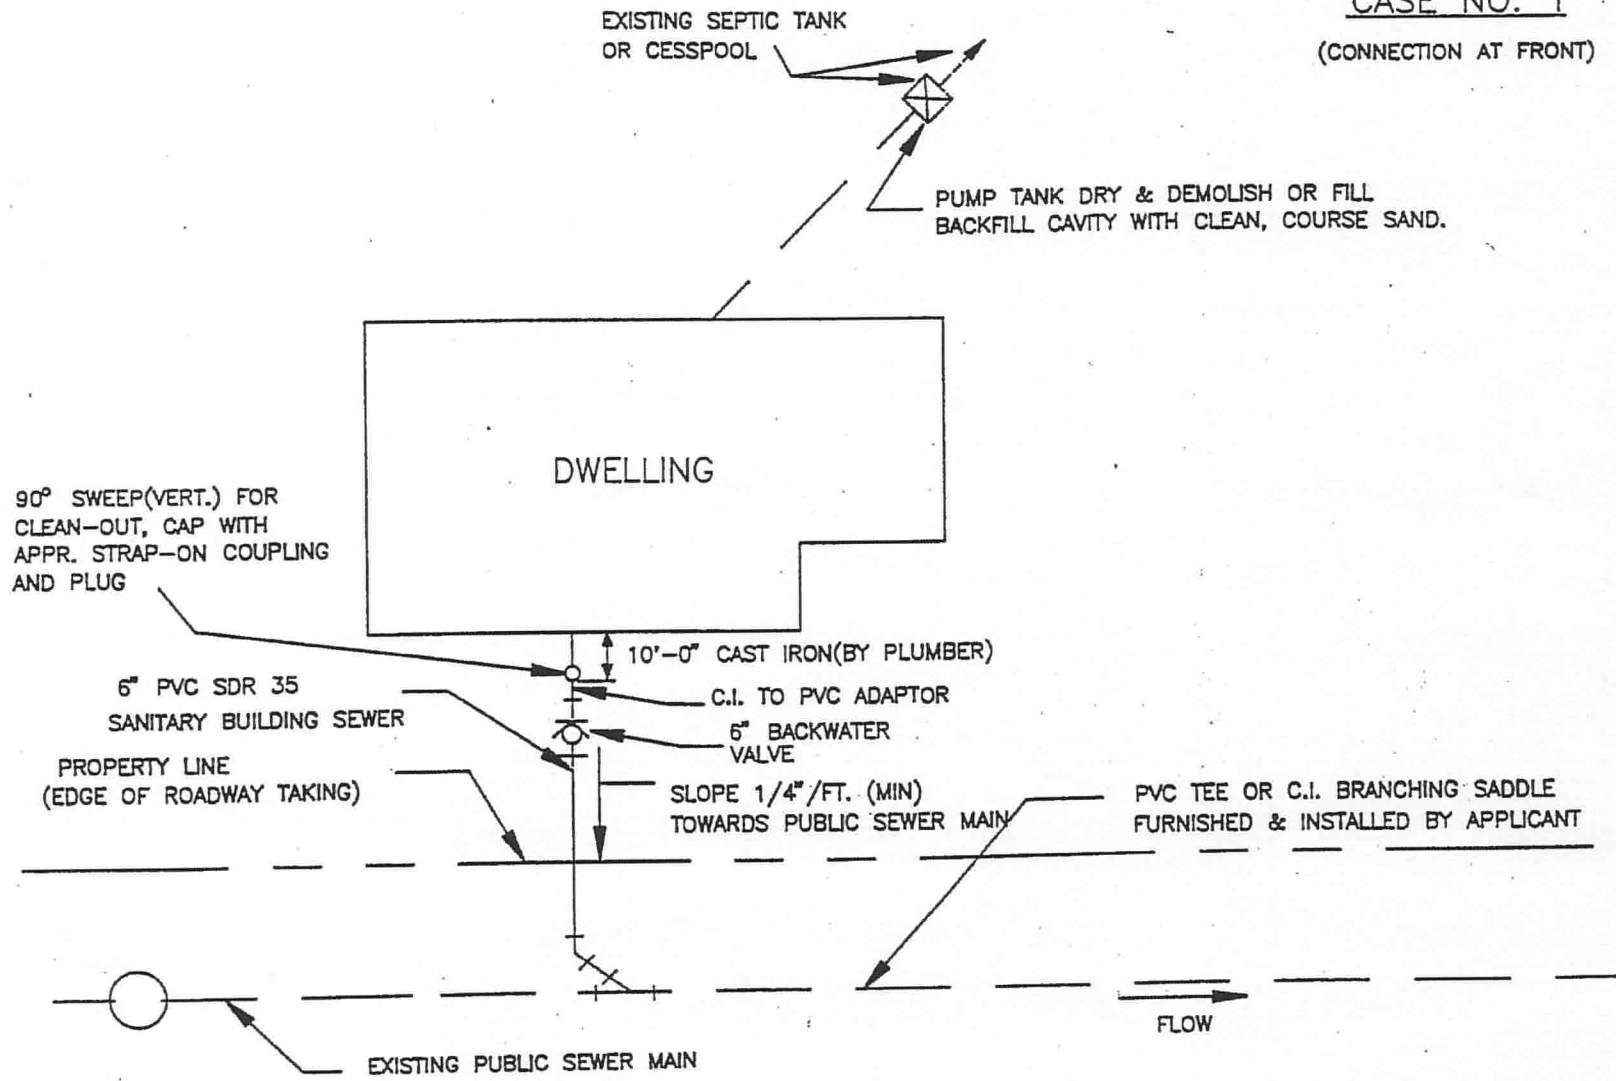 CASE NO. 1
(CONNECTION AT FRONT)
EXISTING SEPTIC TANK
OR CESSPOOL
PUMP TANK DRY & DEMOLISH OR FILL
BACKFILL CAVITY WITH CLEAN, COURSE SAND.
DWELLING
90° SWEEP(VERT.) FOR
CLEAN-OUT, CAP WITH
APPR. STRAP-ON COUPLING
AND PLUG
10'-0" CAST IRON(BY PLUMBER)
6" PVC SDR 35
SANITARY BUILDING SEWER
C.I. TO PVC ADAPTOR
6" BACKWATER
VALVE
PROPERTY LINE
(EDGE OF ROADWAY TAKING)
SLOPE 1/4"/FT. (MIN)
TOWARDS PUBLIC SEWER MAIN
PVC TEE OR C.I. BRANCHING SADDLE
FURNISHED & INSTALLED BY APPLICANT
FLOW
EXISTING PUBLIC SEWER MAIN